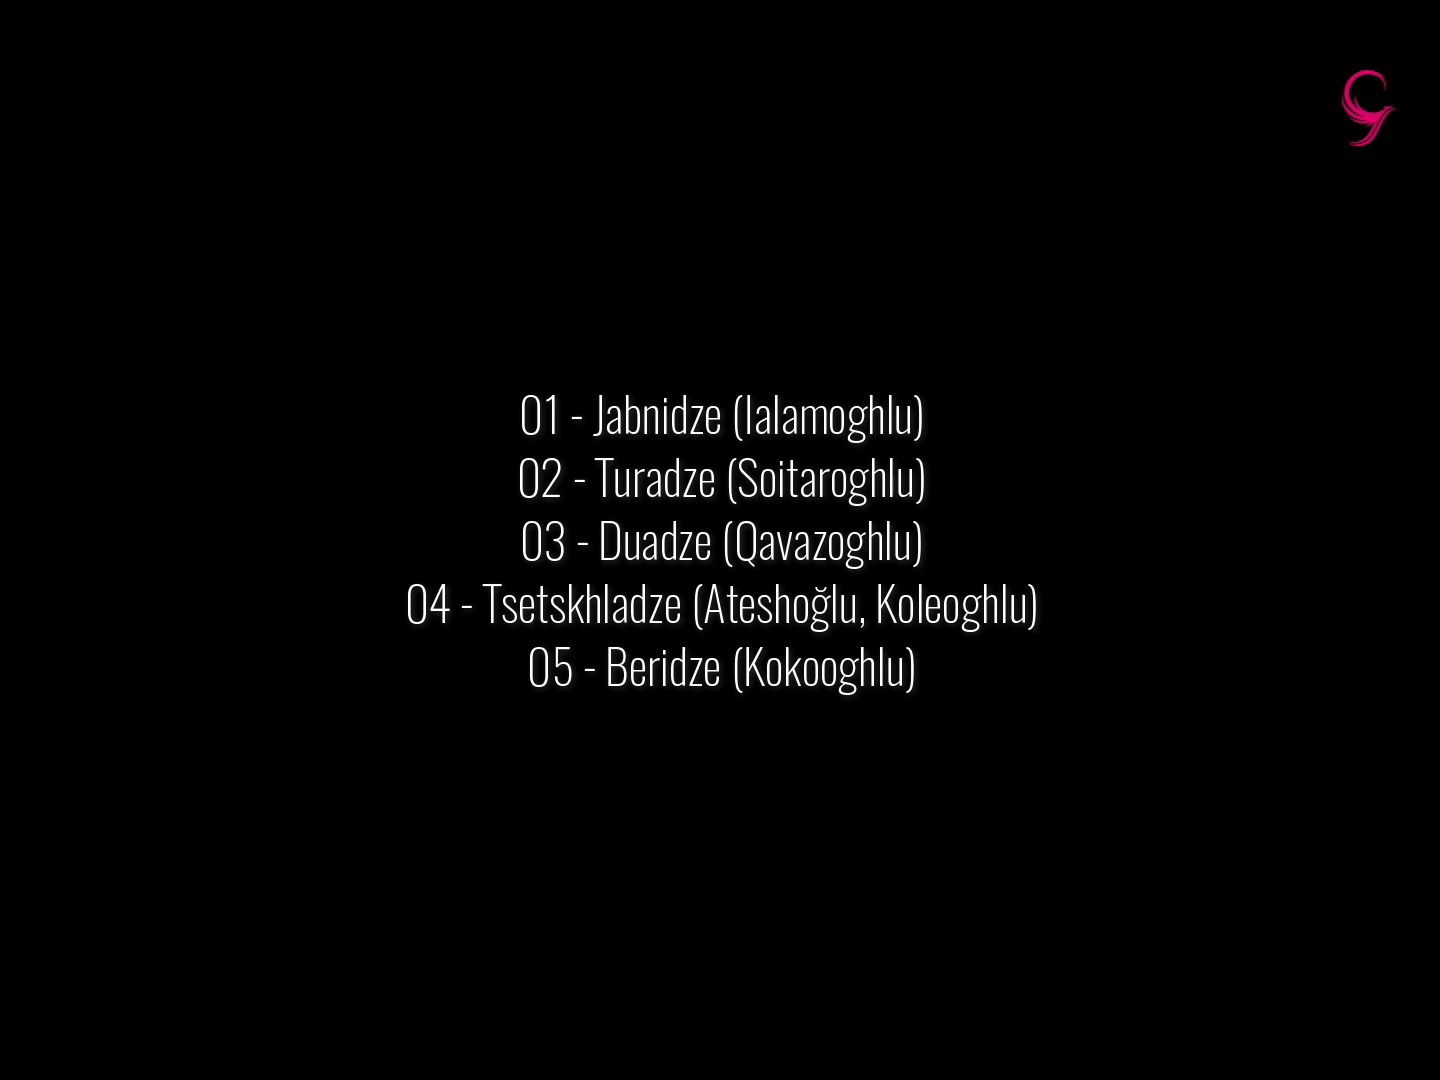 01 - Jabnidze (Ialamoghlu)
02 - Turadze (Soitaroghlu)
03 - Duadze (Qavazoghlu)
04 - Tsetskhladze (Ateshoğlu, Koleoghlu)
05 - Beridze (Kokooghlu)